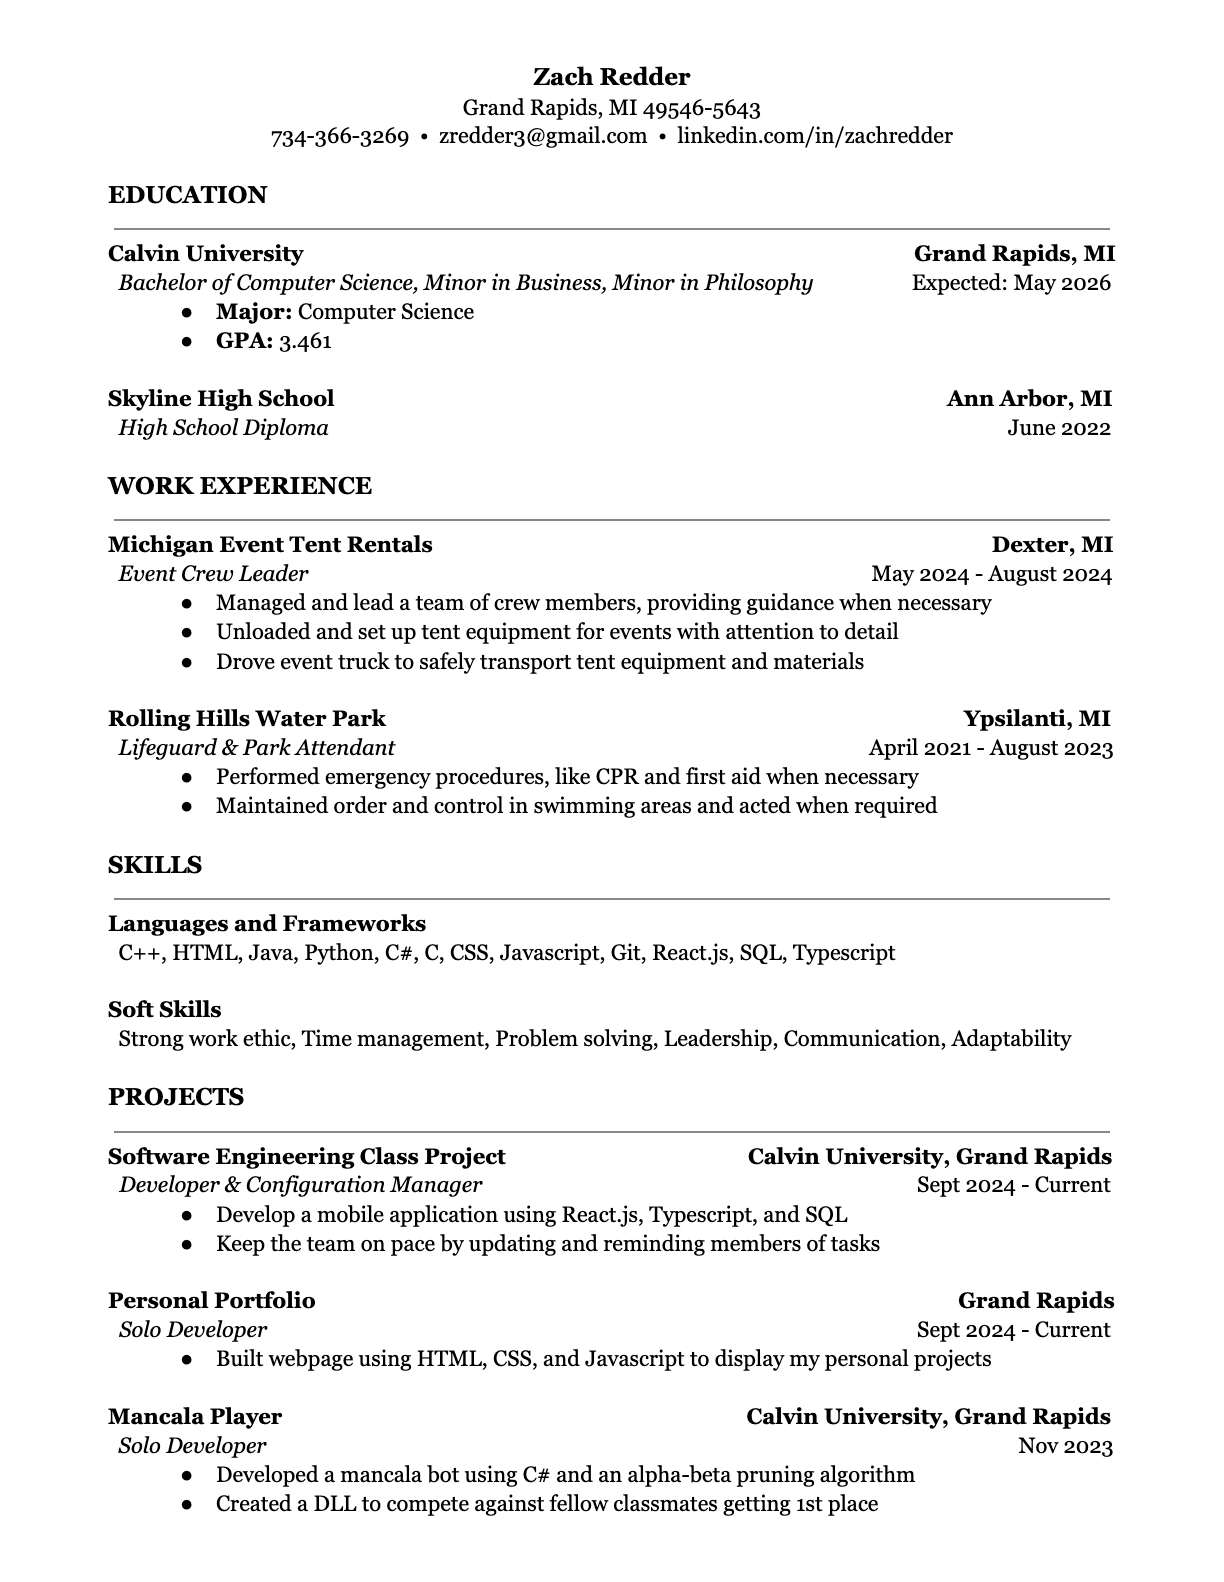 Zach Redder
Grand Rapids, MI 49546-5643
734-366-3269 • zredder3@gmail.com • linkedin.com/in/zachredder
EDUCATION
Calvin University Grand Rapids, MI
Bachelor of Computer Science, Minor in Business, Minor in Philosophy Expected: May 2026
● Major: Computer Science
● GPA: 3.461
Skyline High School Ann Arbor, MI
High School Diploma June 2022
WORK EXPERIENCE
Michigan Event Tent Rentals Dexter, MI
Event Crew Leader May 2024 - August 2024
● Managed and lead a team of crew members, providing guidance when necessary
● Unloaded and set up tent equipment for events with attention to detail
● Drove event truck to safely transport tent equipment and materials
Rolling Hills Water Park Ypsilanti, MI
Lifeguard & Park Attendant April 2021 - August 2023
● Performed emergency procedures, like CPR and first aid when necessary
● Maintained order and control in swimming areas and acted when required
SKILLS
Languages and Frameworks
C++, HTML, Java, Python, C#, C, CSS, Javascript, Git, React.js, SQL, Typescript
Soft Skills
Strong work ethic, Time management, Problem solving, Leadership, Communication, Adaptability
PROJECTS
Software Engineering Class Project Calvin University, Grand Rapids
Developer & Configuration Manager Sept 2024 - Current
● Develop a mobile application using React.js, Typescript, and SQL
● Keep the team on pace by updating and reminding members of tasks
Personal Portfolio Grand Rapids
Solo Developer Sept 2024 - Current
● Built webpage using HTML, CSS, and Javascript to display my personal projects
Mancala Player Calvin University, Grand Rapids
Solo Developer Nov 2023
● Developed a mancala bot using C# and an alpha-beta pruning algorithm
● Created a DLL to compete against fellow classmates getting 1st place